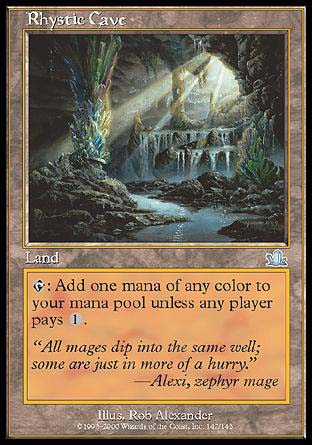 Rhystic Cave
Land
: Add one mana of any color to
your mana pool unless any player
pays 1.
"All mages dip into the same well;
some are just in more of a hurry."
—Alexi, zephyr mage
Illus. Rob Alexander
©1993–2000 Wizards of the Coast, Inc. 142/143